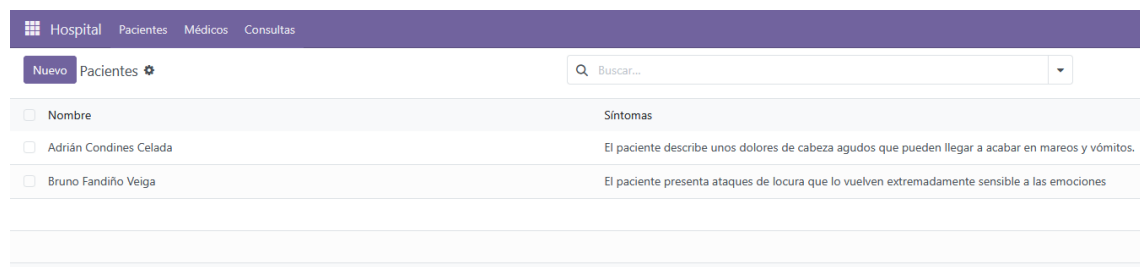 Hospital Pacientes Médicos Consultas
Nuevo Pacientes Buscar...
Nombre Síntomas
Adrián Condines Celada El paciente describe unos dolores de cabeza agudos que pueden llegar a acabar en mareos y vómitos.
Bruno Fandiño Veiga El paciente presenta ataques de locura que lo vuelven extremadamente sensible a las emociones